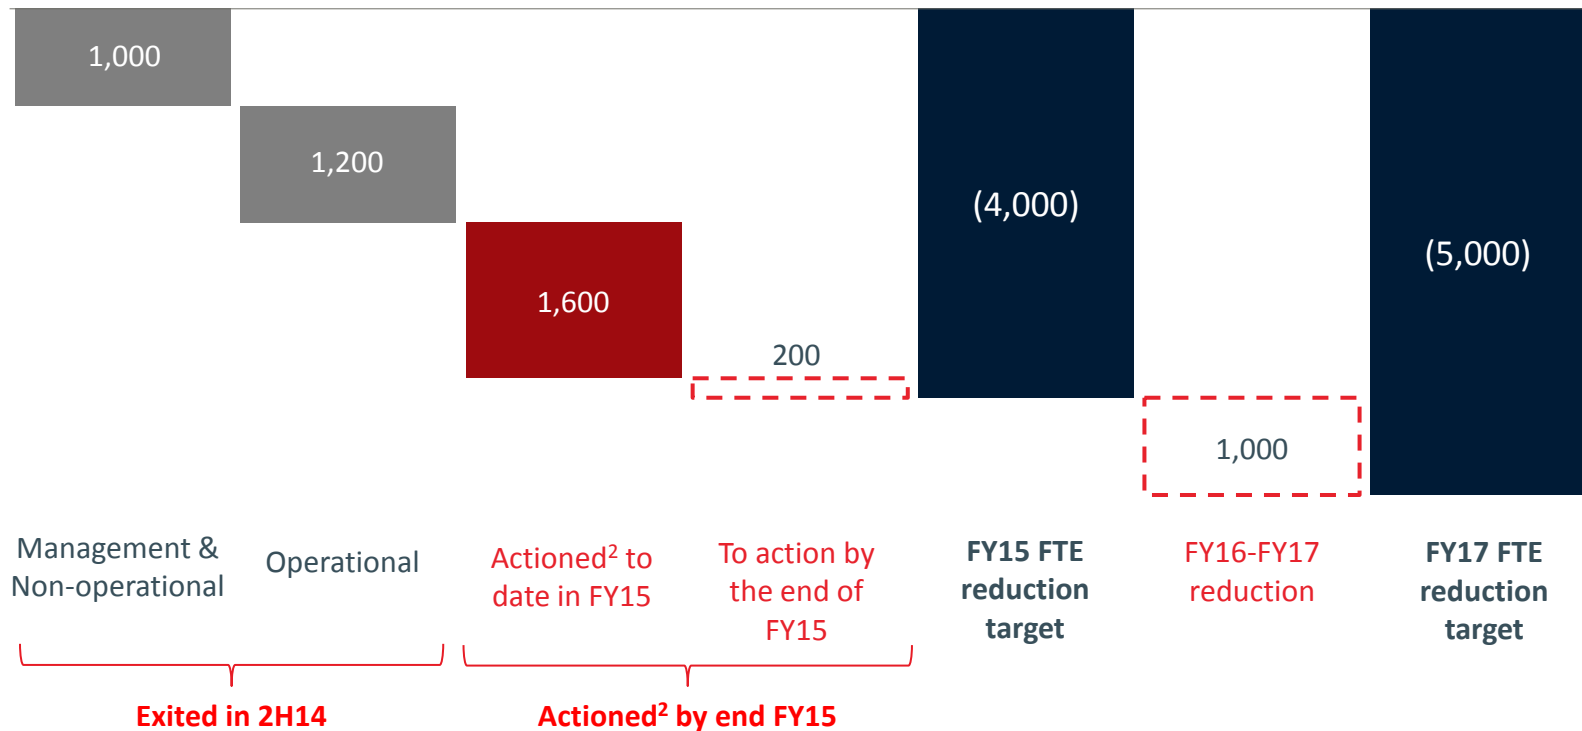 1,000
1,200
1,600
200
(4,000)
1,000
(5,000)
Management &
Non-operational
Operational
Actioned² to
date in FY15
To action by
the end of
FY15
FY15 FTE
reduction
target
FY16-FY17
reduction
FY17 FTE
reduction
target
Exited in 2H14
Actioned² by end FY15